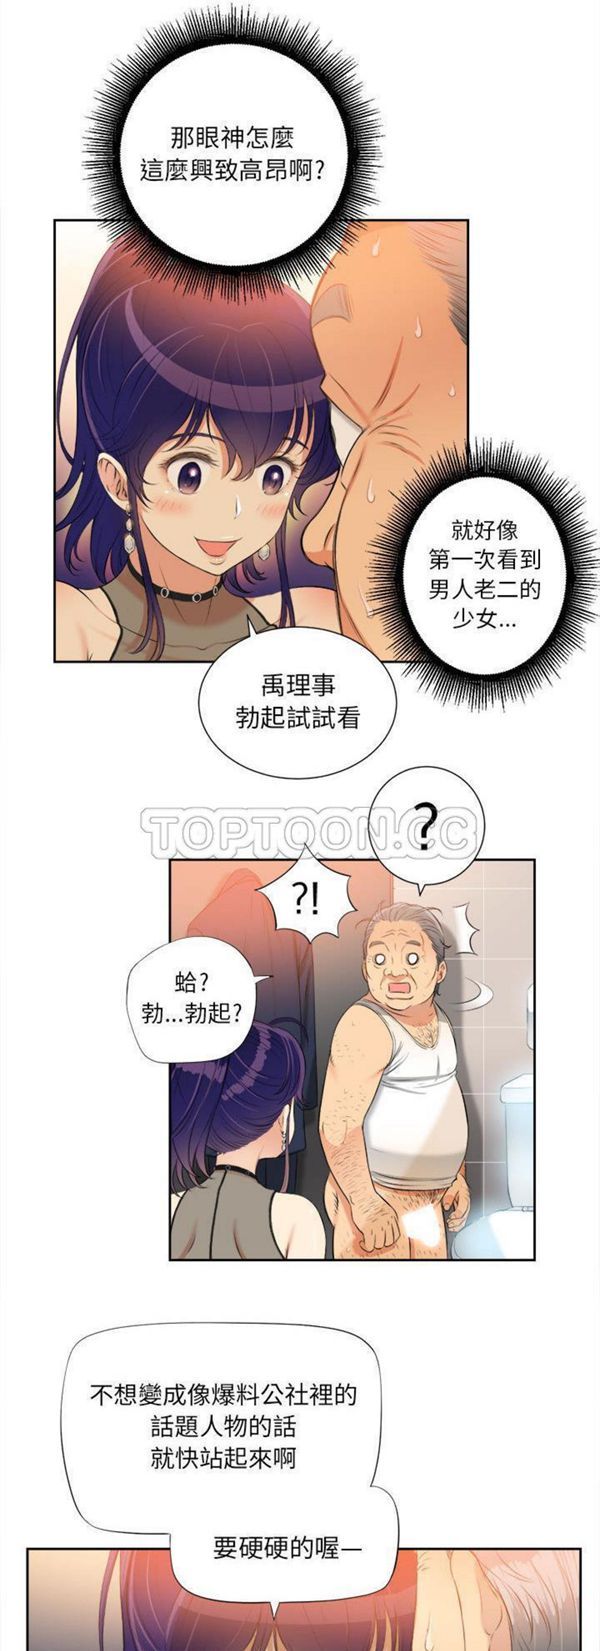 那眼神怎麼
這麼興致高昂啊?
就好像
第一次看到
男人老二的
少女...
禹理事
勃起試試看
TOPTOON.CC
?
?!
蛤?
勃...勃起?
不想變成像爆料公社裡的
話題人物的話
就快站起來啊
要硬硬的喔—